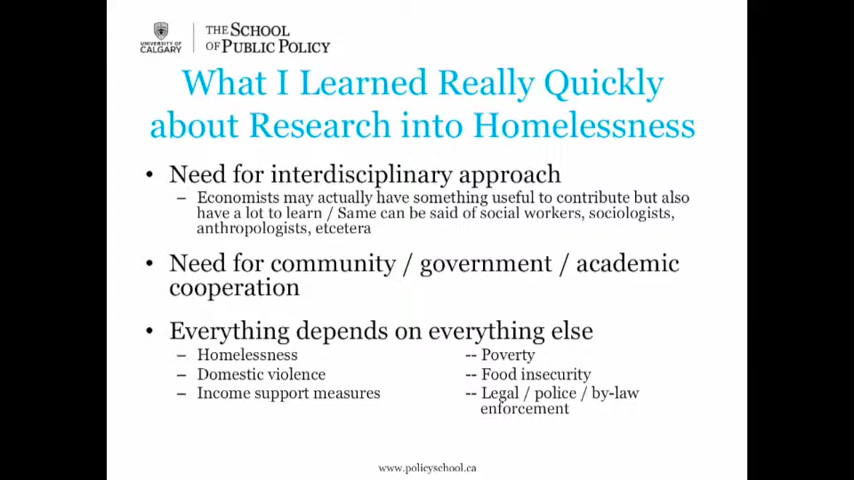 UNIVERSITY OF
CALGARY
THE SCHOOL
OF PUBLIC POLICY
What I Learned Really Quickly
about Research into Homelessness
• Need for interdisciplinary approach
– Economists may actually have something useful to contribute but also
have a lot to learn / Same can be said of social workers, sociologists,
anthropologists, etcetera
• Need for community / government / academic
cooperation
• Everything depends on everything else
– Homelessness
– Domestic violence
– Income support measures
-- Poverty
-- Food insecurity
-- Legal / police / by-law
enforcement
www.policyschool.ca